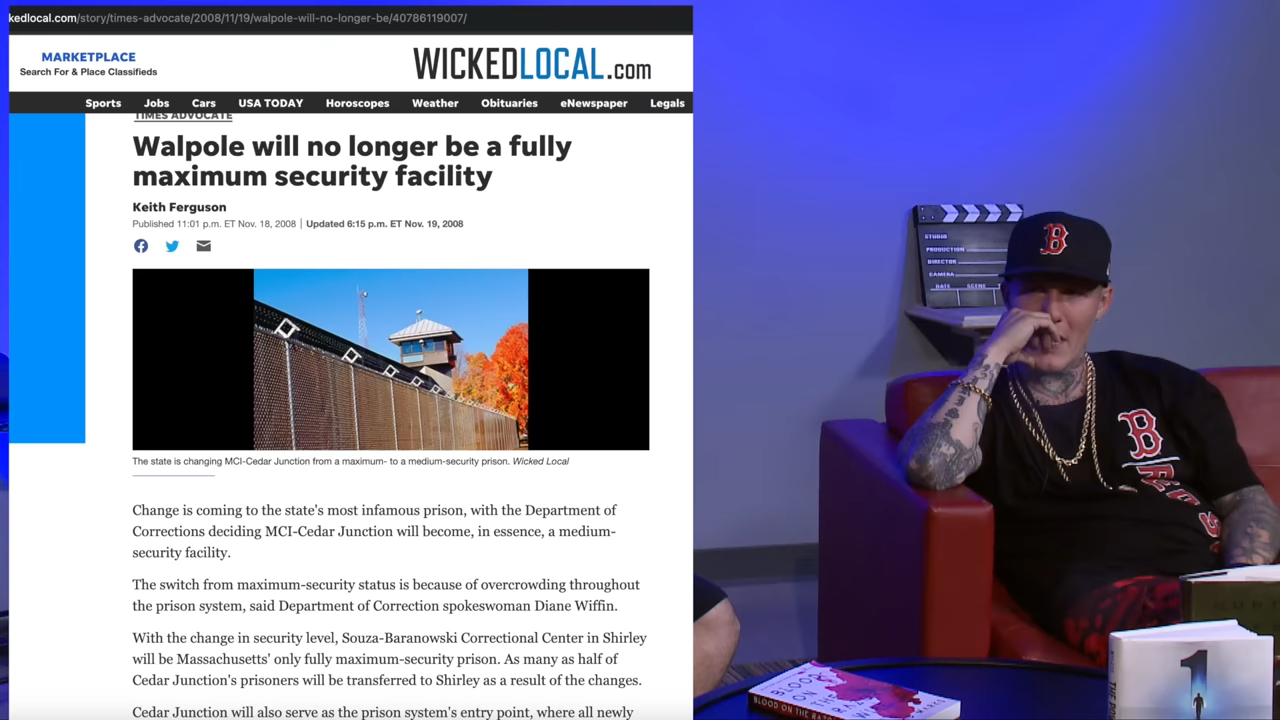 kedlocal.com/story/times-advocate/2008/11/19/walpole-will-no-longer-be/40786119007/
MARKETPLACE
Search For & Place Classifieds
WICKEDLOCAL.com
Sports Jobs Cars USA TODAY Horoscopes Weather Obituaries eNewspaper Legals
TIMES ADVOCATE
Walpole will no longer be a fully
maximum security facility
Keith Ferguson
Published 11:01 p.m. ET Nov. 18, 2008 | Updated 6:15 p.m. ET Nov. 19, 2008
The state is changing MCI-Cedar Junction from a maximum- to a medium-security prison. Wicked Local
Change is coming to the state's most infamous prison, with the Department of
Corrections deciding MCI-Cedar Junction will become, in essence, a medium-
security facility.
The switch from maximum-security status is because of overcrowding throughout
the prison system, said Department of Correction spokeswoman Diane Wiffin.
With the change in security level, Souza-Baranowski Correctional Center in Shirley
will be Massachusetts' only fully maximum-security prison. As many as half of
Cedar Junction's prisoners will be transferred to Shirley as a result of the changes.
Cedar Junction will also serve as the prison system's entry point, where all newly
STUDIO
PRODUCTION
DIRECTOR
CAMERA
DATE SCENE T
B
B
RED S
BLOOD
ON
BLOOD ON THE RAZO
1